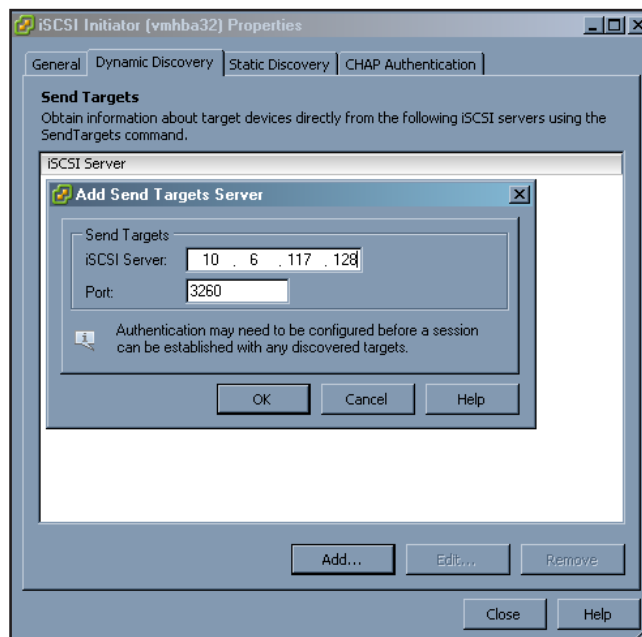 iSCSI Initiator (vmhba32) Properties
General Dynamic Discovery Static Discovery CHAP Authentication
Send Targets
Obtain information about target devices directly from the following iSCSI servers using the
SendTargets command.
iSCSI Server
Add Send Targets Server
Send Targets
iSCSI Server: 10 . 6 . 117 . 128
Port: 3260
Authentication may need to be configured before a session
can be established with any discovered targets.
OK Cancel Help
Add... Edit... Remove
Close Help